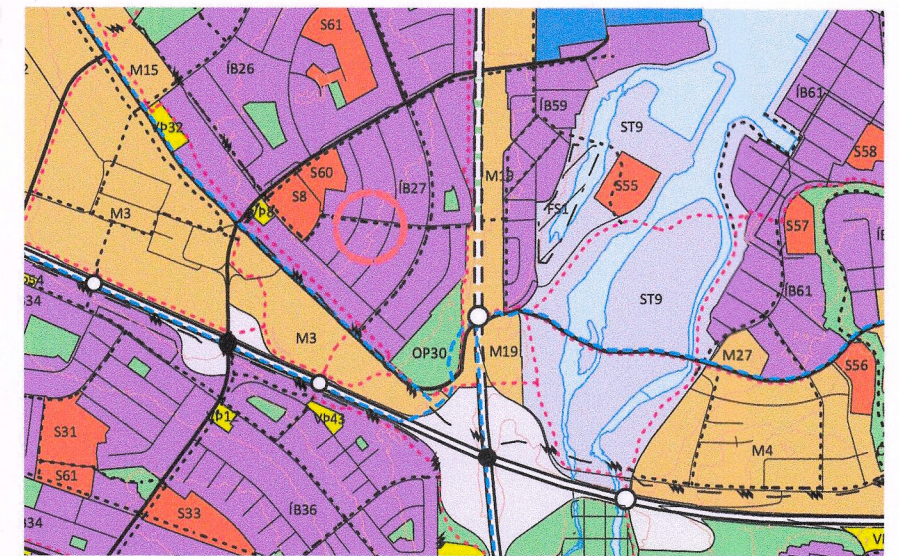 S61
M15
ÍB26
ÍB61
ÍB59
VÞ32
ST9
S58
S60
M19
S55
S8
ÍB27
FS1
VÞ8
M3
S57
ST9
ÍB61
M3
OP30
M19
M27
S56
VÞ43
S31
M4
S61
S33
ÍB36